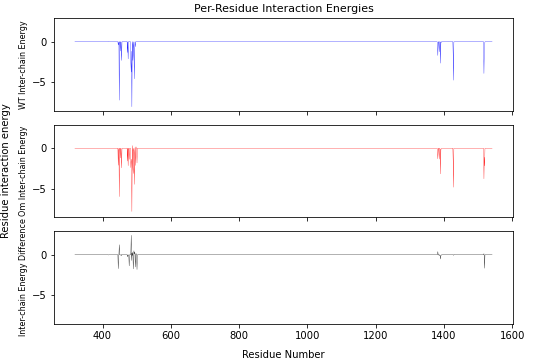 Per-Residue Interaction Energies
Residue interaction energy
WT Inter-chain Energy
0
−5
Om Inter-chain Energy
0
−5
Inter-chain Energy Difference
0
−5
400
600
800
1000
1200
1400
1600
Residue Number